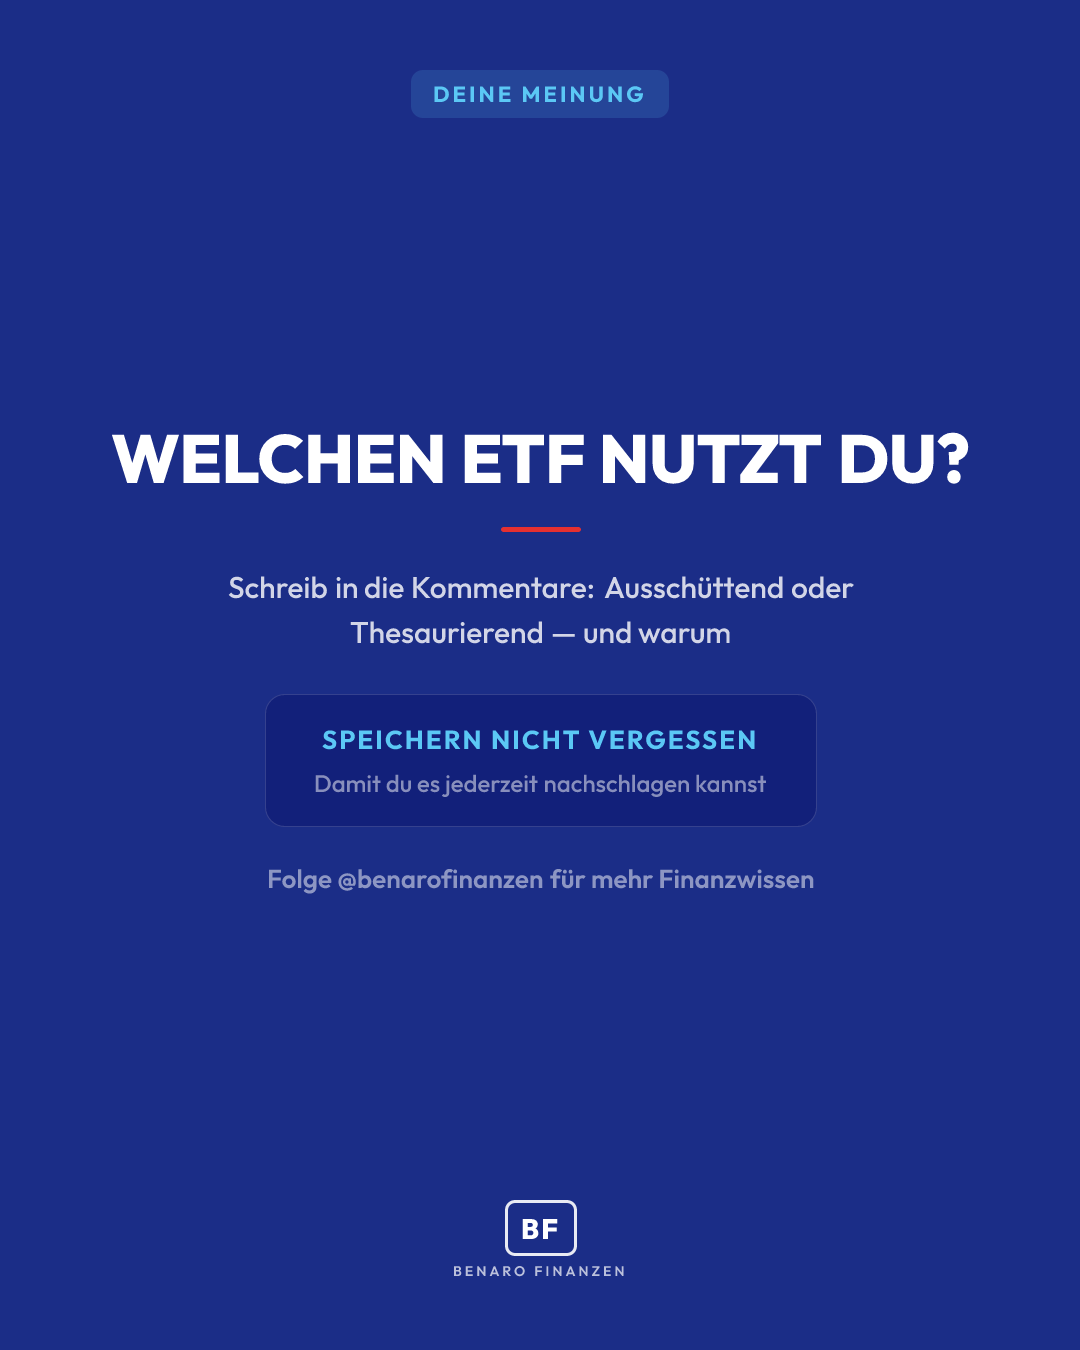 DEINE MEINUNG
WELCHEN ETF NUTZT DU?
Schreib in die Kommentare: Ausschüttend oder
Thesaurierend — und warum
SPEICHERN NICHT VERGESSEN
Damit du es jederzeit nachschlagen kannst
Folge @benarofinanzen für mehr Finanzwissen
BF
BENARO FINANZEN